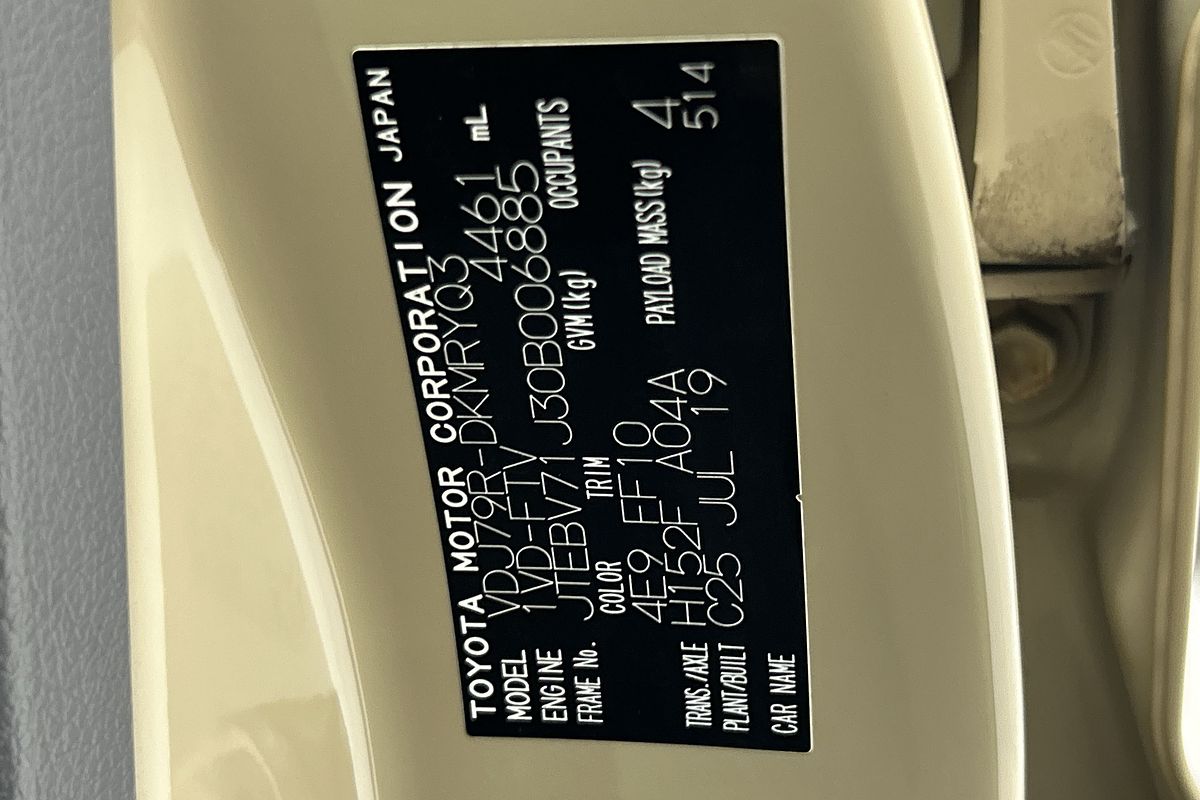 TOYOTA MOTOR CORPORATION JAPAN
MODEL VDJ79R-DKMRYQ3
ENGINE 1VD-FTV 4461 mL
FRAME No. JTEBV71J30B006885
COLOR TRIM GVM(kg) OCCUPANTS
4E9 FF10
TRANS./AXLE H152F A04A PAYLOAD MASS(kg) 4
PLANT/BUILT C25 JUL 19 514
CAR NAME